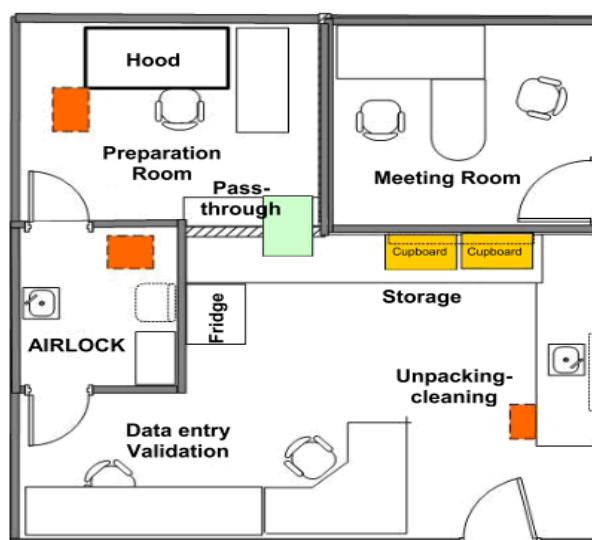 Hood
Preparation
Room
Meeting Room
Pass-
through
Cupboard
Cupboard
Storage
Fridge
AIRLOCK
Unpacking-
cleaning
Data entry
Validation